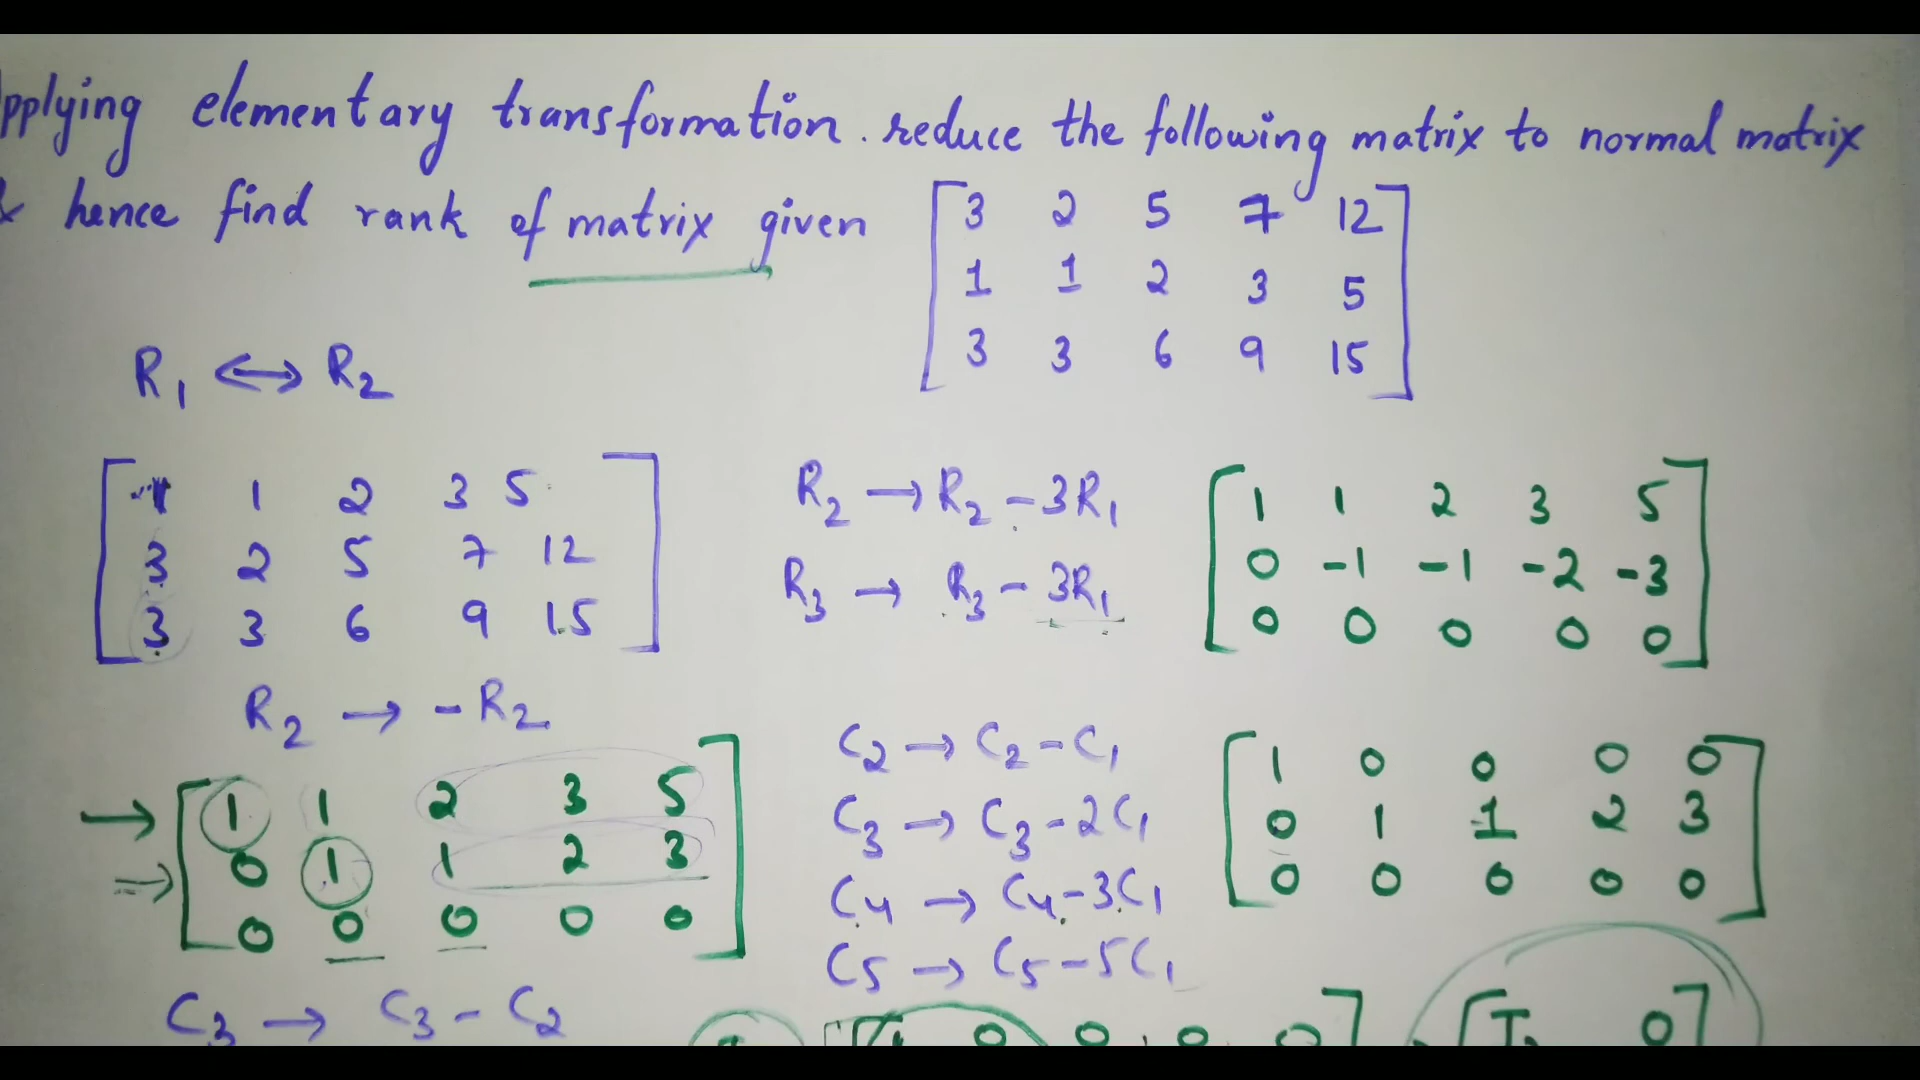 pplying elementary transformation. reduce the following matrix to normal matrix
& hence find rank of matrix given
3 2 5 7 12
1 1 2 3 5
3 3 6 9 15
R1 ↔ R2
1 1 2 3 5
3 2 5 7 12
3 3 6 9 15
R2 → R2 - 3R1
R3 → R3 - 3R1
1 1 2 3 5
0 -1 -1 -2 -3
0 0 0 0 0
R2 → -R2
1 1 2 3 5
0 1 1 2 3
0 0 0 0 0
C2 → C2 - C1
C3 → C3 - 2C1
C4 → C4 - 3C1
C5 → C5 - 5C1
1 0 0 0 0
0 1 1 2 3
0 0 0 0 0
C3 → C3 - C2
0 0 0 0
0